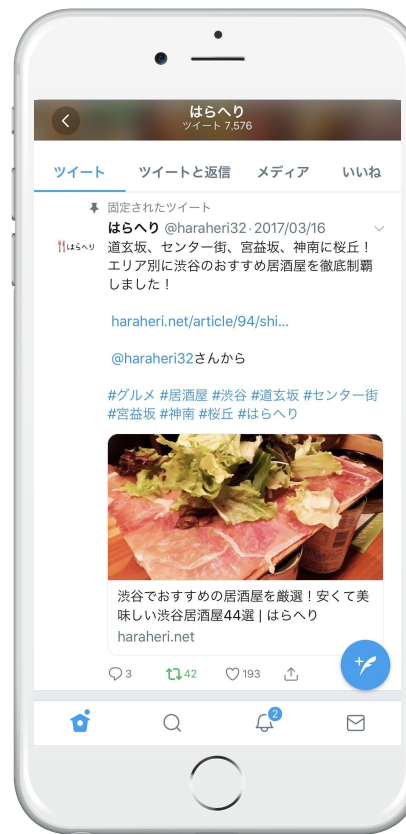 はらへり
ツイート 7,576
ツイート ツイートと返信 メディア いいね
固定されたツイート
はらへり @haraheri32·2017/03/16
はらへり
道玄坂、センター街、宮益坂、神南に桜丘！
エリア別に渋谷のおすすめ居酒屋を徹底制覇
しました！
haraheri.net/article/94/shi...
@haraheri32さんから
#グルメ #居酒屋 #渋谷 #道玄坂 #センター街
#宮益坂 #神南 #桜丘 #はらへり
渋谷でおすすめの居酒屋を厳選！安くて美
味しい渋谷居酒屋44選 | はらへり
haraheri.net
3 42 193
2